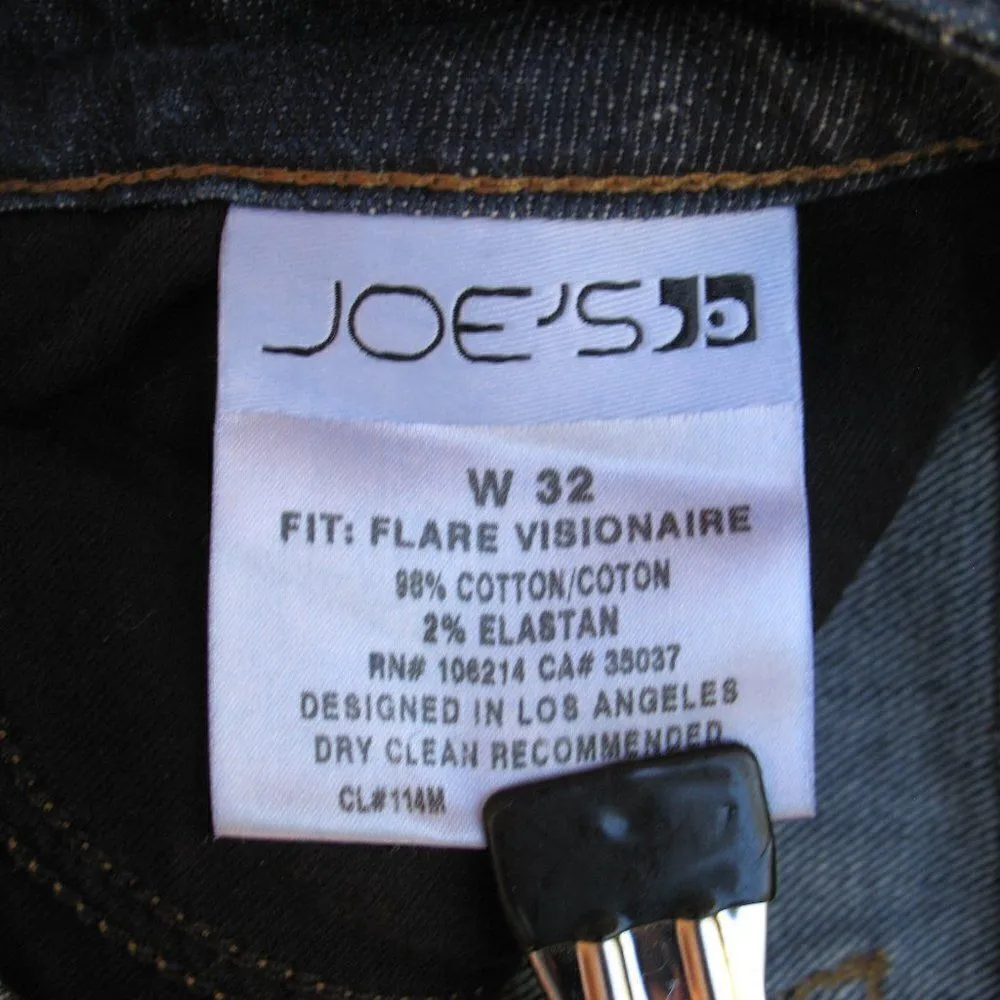 JOE'S
W 32
FIT: FLARE VISIONAIRE
98% COTTON/COTON
2% ELASTAN
RN# 106214 CA# 35037
DESIGNED IN LOS ANGELES
DRY CLEAN RECOMMENDED
CL#114M